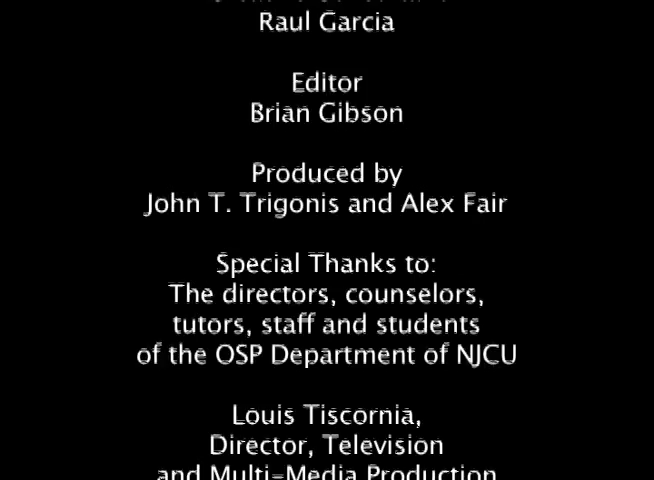 Raul Garcia
Editor
Brian Gibson
Produced by
John T. Trigonis and Alex Fair
Special Thanks to:
The directors, counselors,
tutors, staff and students
of the OSP Department of NJCU
Louis Tiscornia,
Director, Television
and Multi-Media Production